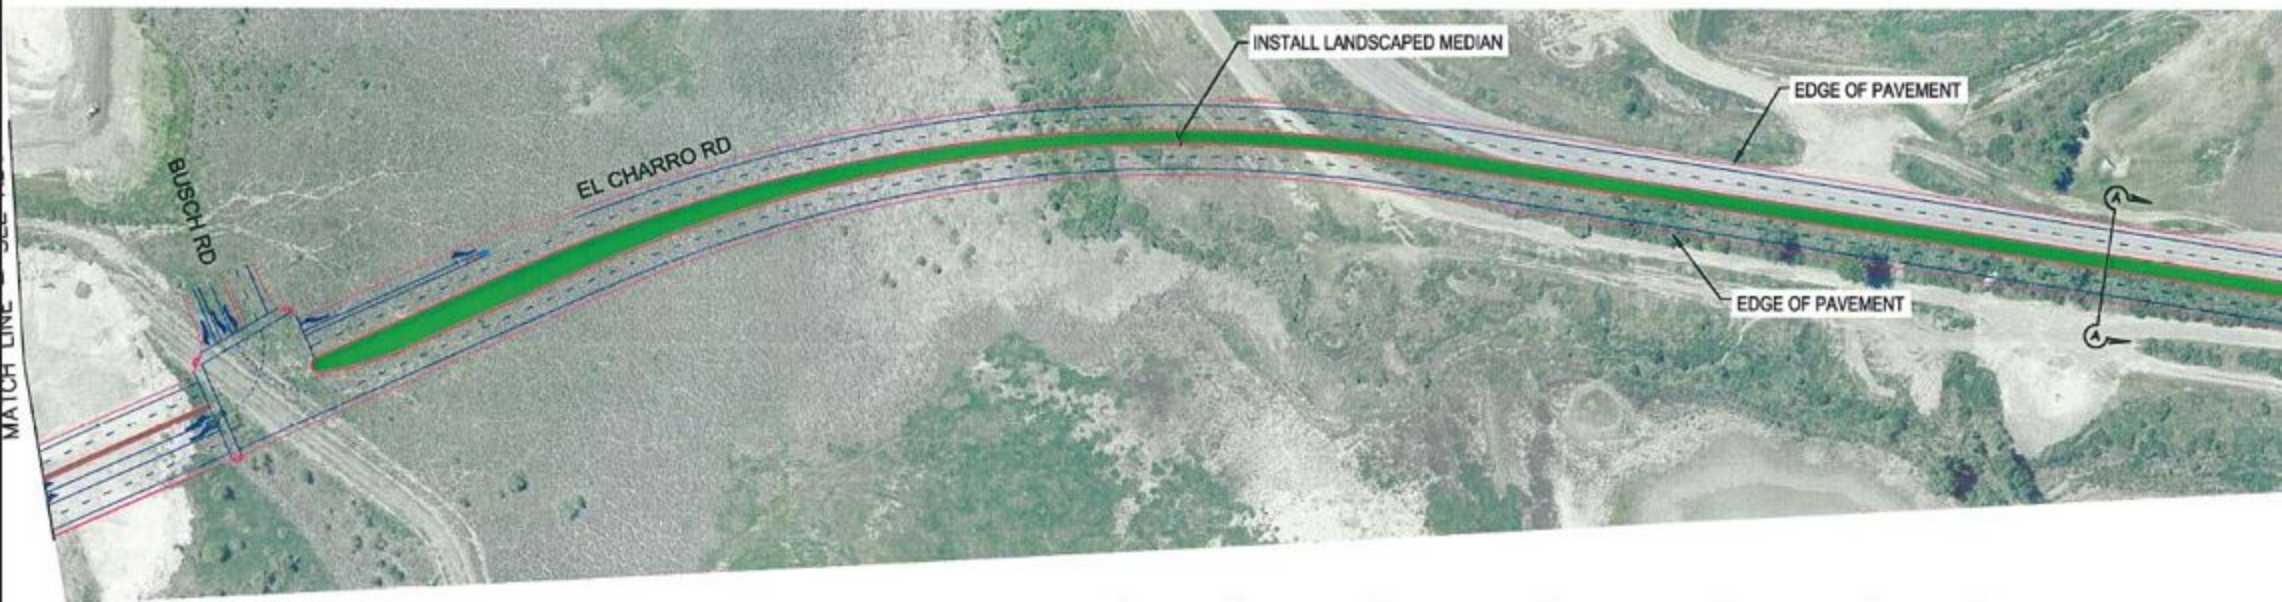 INSTALL LANDSCAPED MEDIAN
EDGE OF PAVEMENT
EL CHARRO RD
BUSCH RD
A
EDGE OF PAVEMENT
A
MATCH LINE